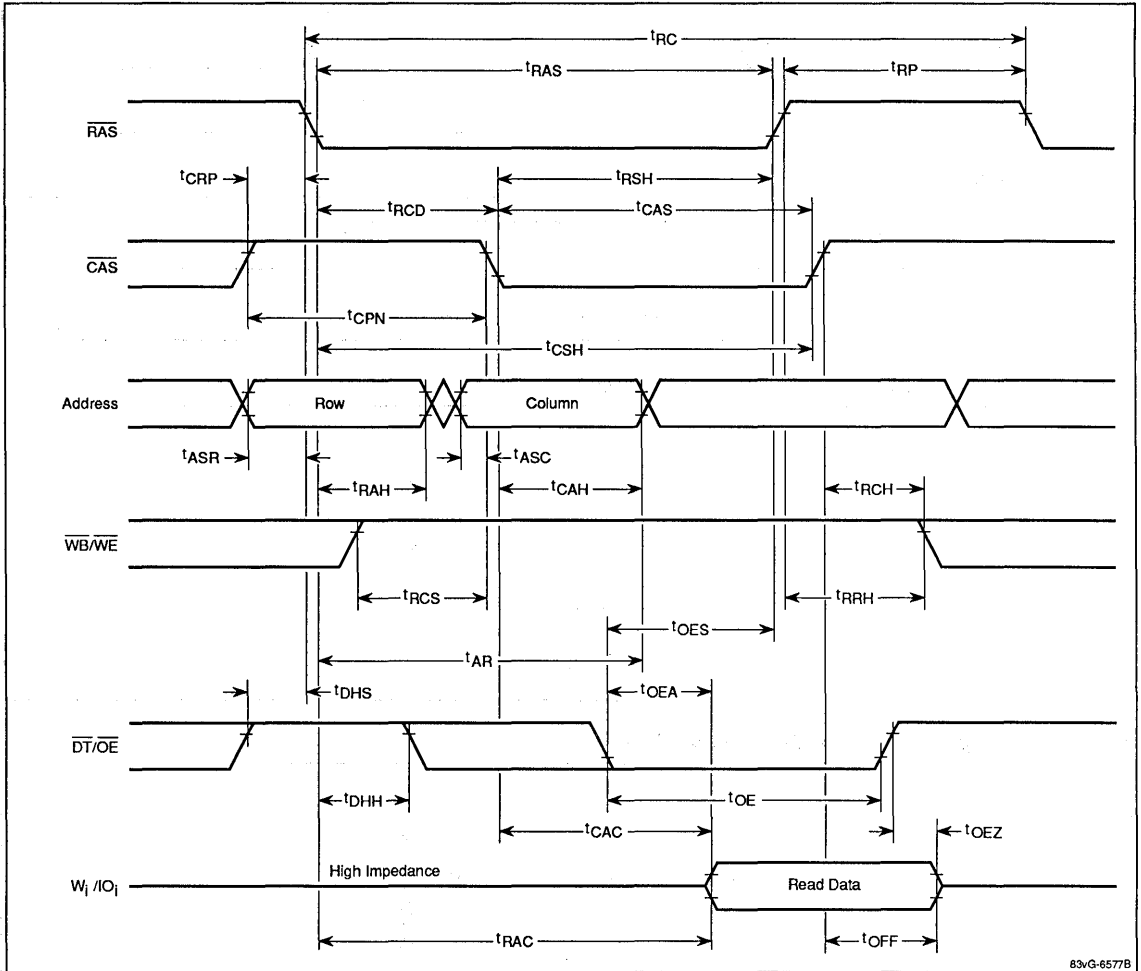 tRC
tRAS
tRP
RAS
tCRP
tRSH
tRCD
tCAS
CAS
tCPN
tCSH
Address
Row
Column
tASR
tASC
tRAH
tCAH
tRCH
WB/WE
tRCS
tRRH
tOES
tAR
tDHS
tOEA
DT/OE
tDHH
tOE
tCAC
tOEZ
High Impedance
Wi /IOi
Read Data
tRAC
tOFF
83vG-6577B